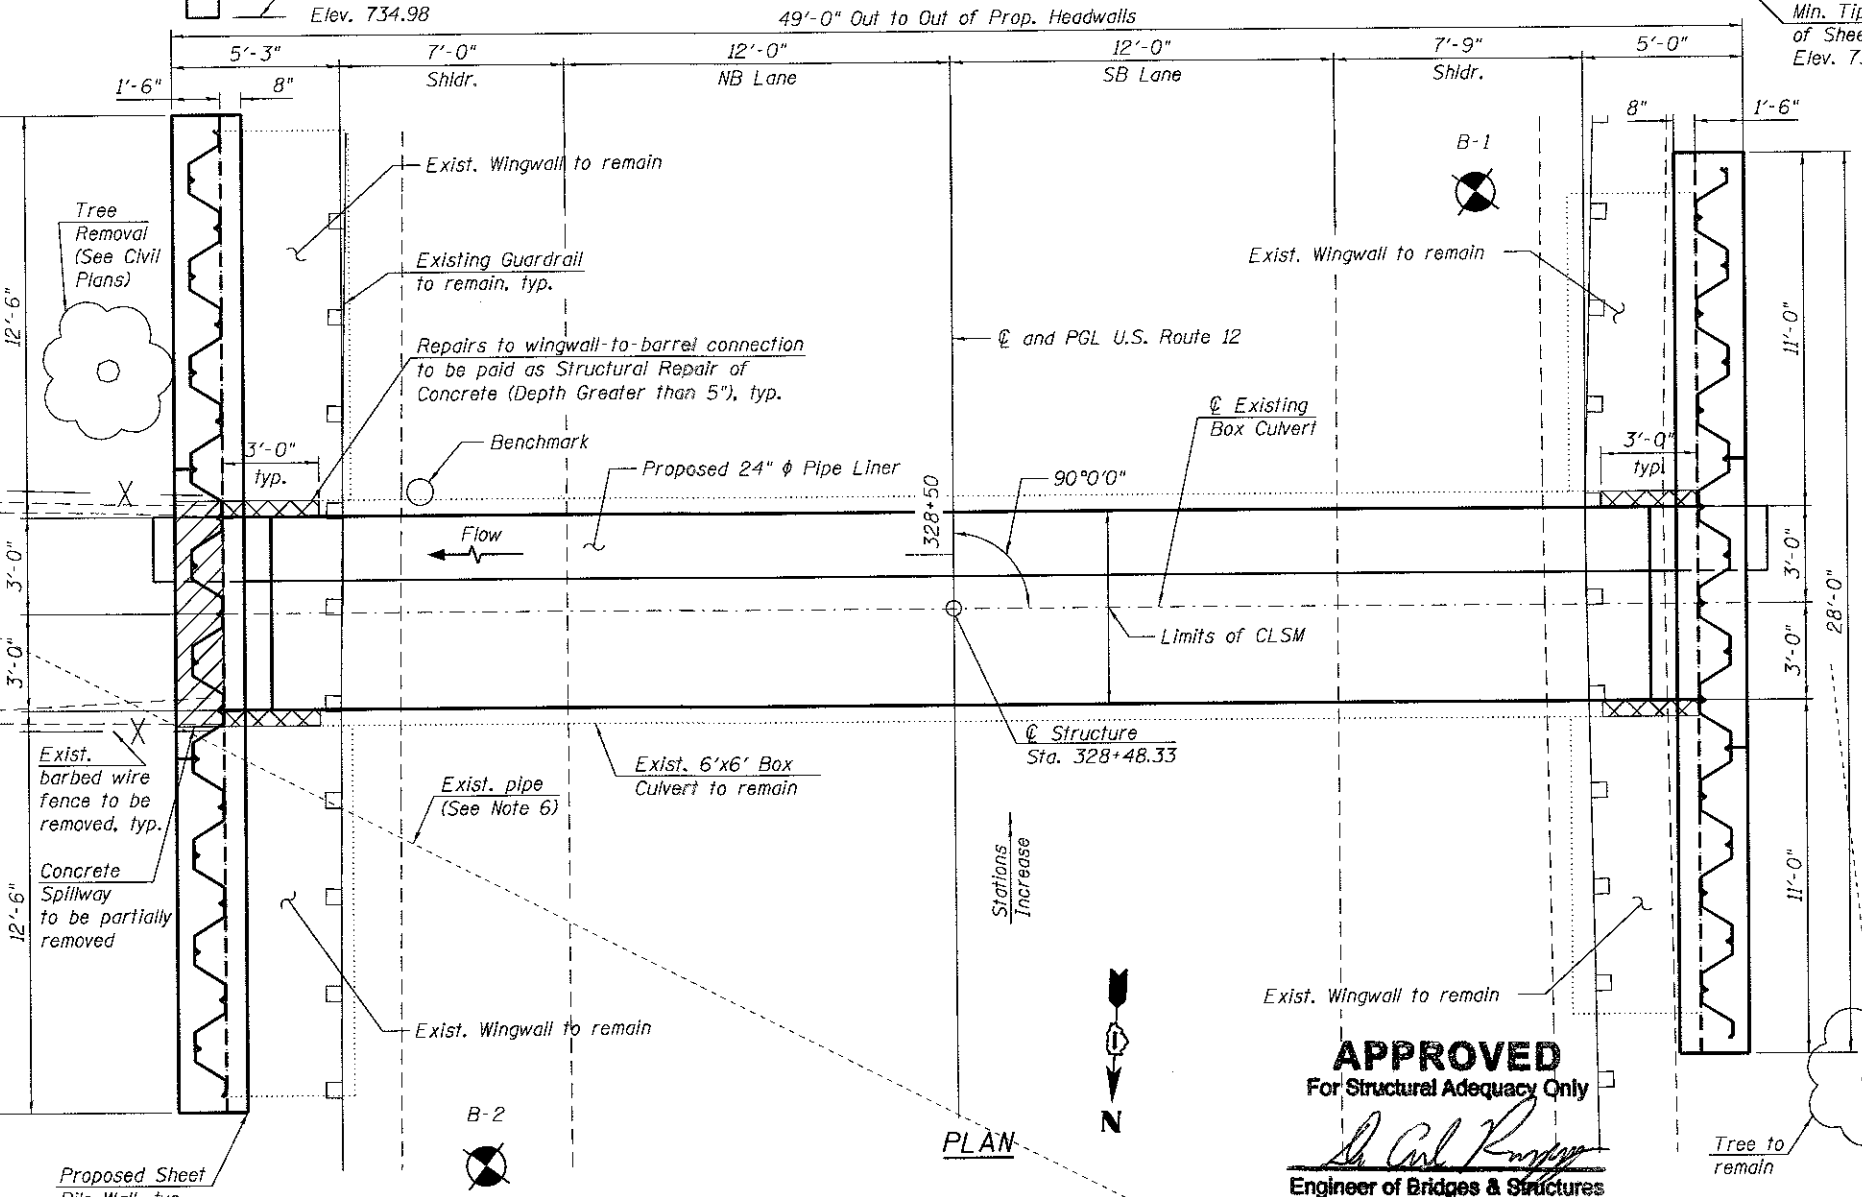 Elev. 734.98
49'-0" Out to Out of Prop. Headwalls
Min. Tip
of Shee
Elev. 7
5'-3"
7'-0"
12'-0"
12'-0"
7'-9"
5'-0"
Shldr.
NB Lane
SB Lane
Shldr.
1'-6"
8"
8"
1'-6"
B-1
Exist. Wingwall to remain
Tree
Removal
(See Civil
Plans)
Existing Guardrail
to remain, typ.
Exist. Wingwall to remain
12'-6"
11'-0"
℄ and PGL U.S. Route 12
Repairs to wingwall-to-barrel connection
to be paid as Structural Repair of
Concrete (Depth Greater than 5"), typ.
℄ Existing
Box Culvert
Benchmark
3'-0"
typ.
3'-0"
typ.
Proposed 24" ϕ Pipe Liner
90°0'0"
328+50
Flow
3'-0"
3'-0"
28'-0"
Limits of CLSM
3'-0"
3'-0"
℄ Structure
Sta. 328+48.33
Exist.
barbed wire
fence to be
removed, typ.
Exist. 6'x6' Box
Culvert to remain
Exist. pipe
(See Note 6)
Stations
Increase
Concrete
Spillway
to be partially
removed
12'-6"
11'-0"
Exist. Wingwall to remain
Exist. Wingwall to remain
APPROVED
For Structural Adequacy Only
N
B-2
PLAN
Tree to
remain
Proposed Sheet
Pile Wall, typ.
Engineer of Bridges & Structures